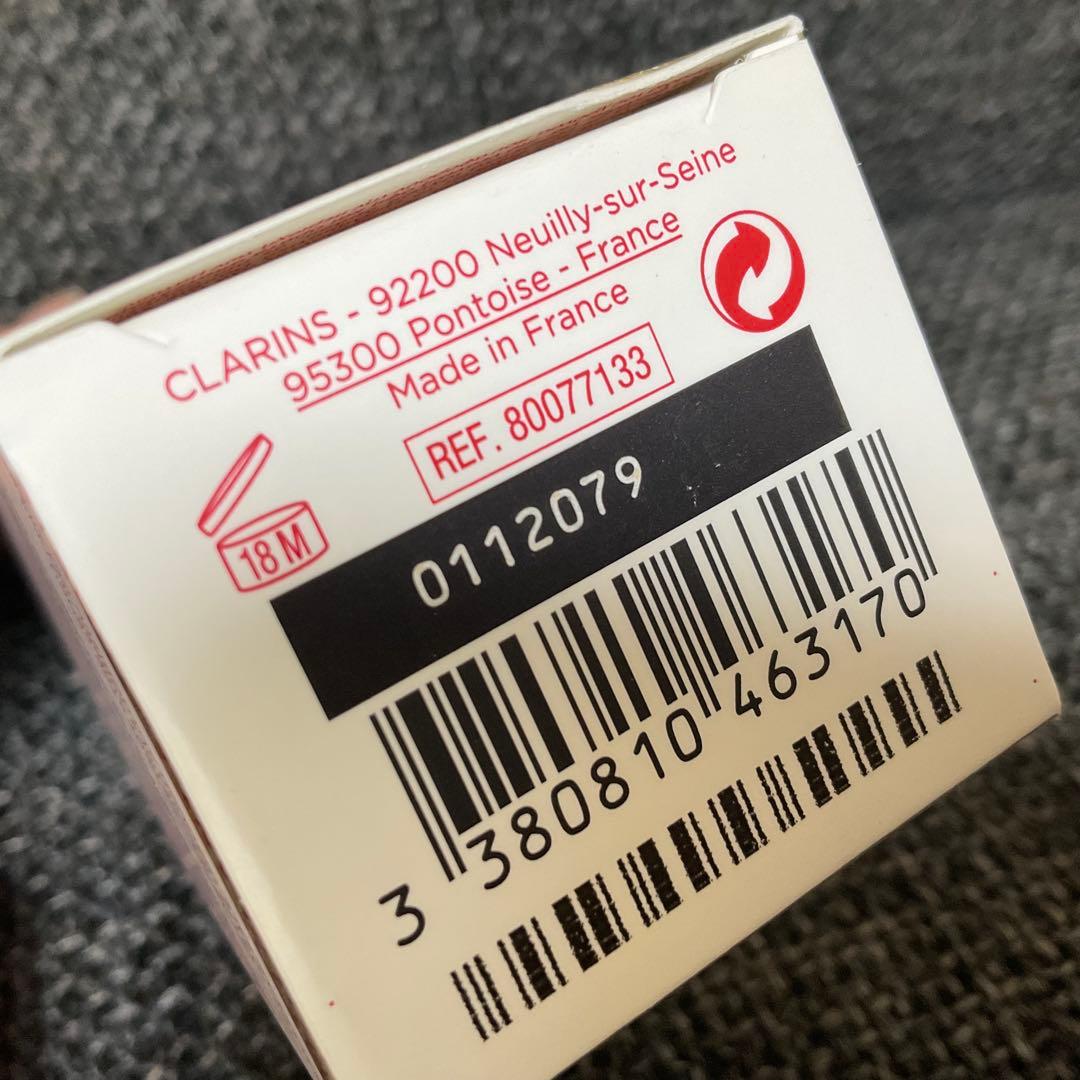 CLARINS - 92200 Neuilly-sur-Seine
95300 Pontoise - France
Made in France
REF. 80077133
18 M
0112079
3 380810 463170